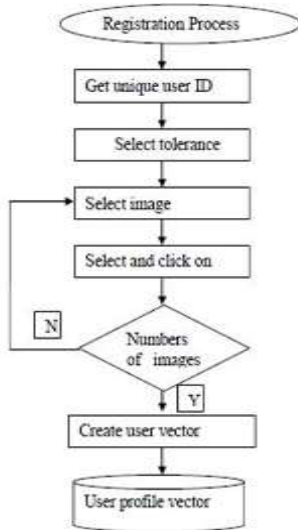 Registration Process
Get unique user ID
Select tolerance
Select image
Select and click on
N
Numbers
of images
Y
Create user vector
User profile vector